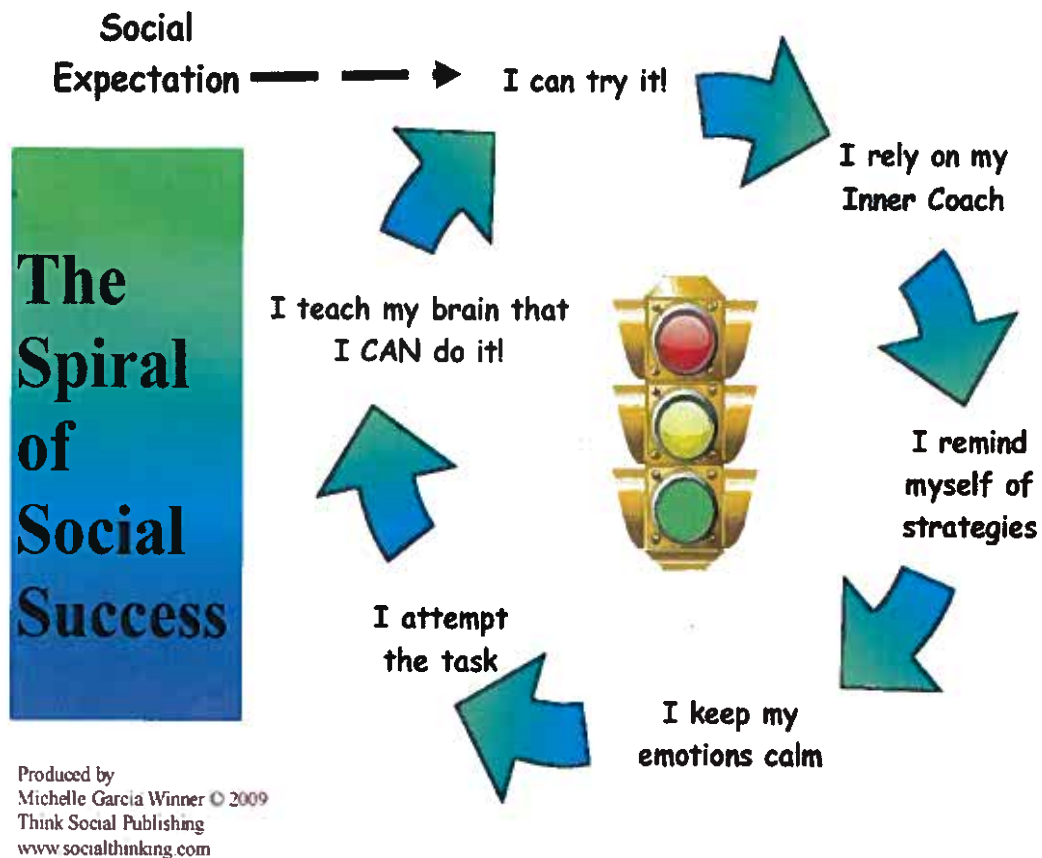 Social
Expectation
I can try it!
I rely on my
Inner Coach
I remind
myself of
strategies
I keep my
emotions calm
I attempt
the task
I teach my brain that
I CAN do it!
The
Spiral
of
Social
Success
Produced by
Michelle Garcia Winner © 2009
Think Social Publishing
www.socialthinking.com